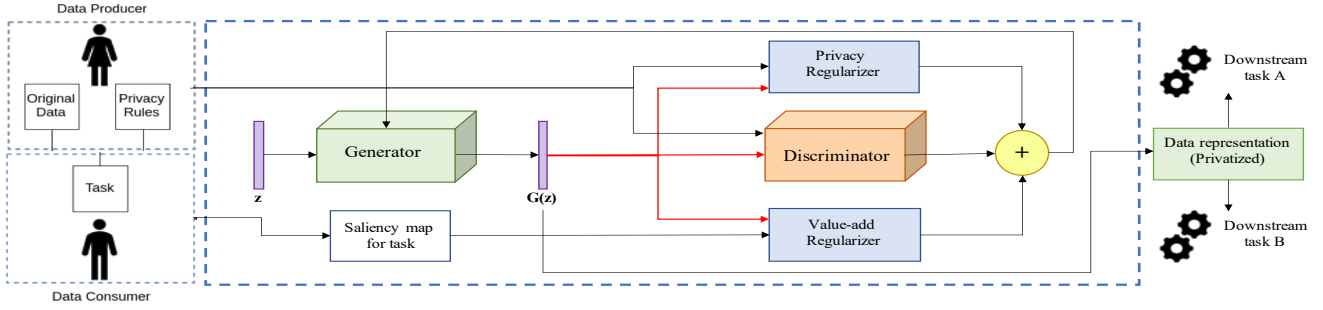 Data Producer
Original
Data
Privacy
Rules
Task
Data Consumer
z
Generator
G(z)
Saliency map
for task
Privacy
Regularizer
Discriminator
Value-add
Regularizer
+
Data representation
(Privatized)
Downstream
task A
Downstream
task B